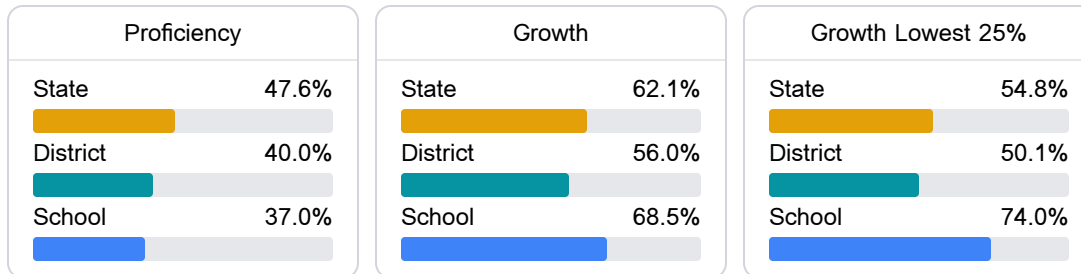 Proficiency
State 47.6%
District 40.0%
School 37.0%
Growth
State 62.1%
District 56.0%
School 68.5%
Growth Lowest 25%
State 54.8%
District 50.1%
School 74.0%